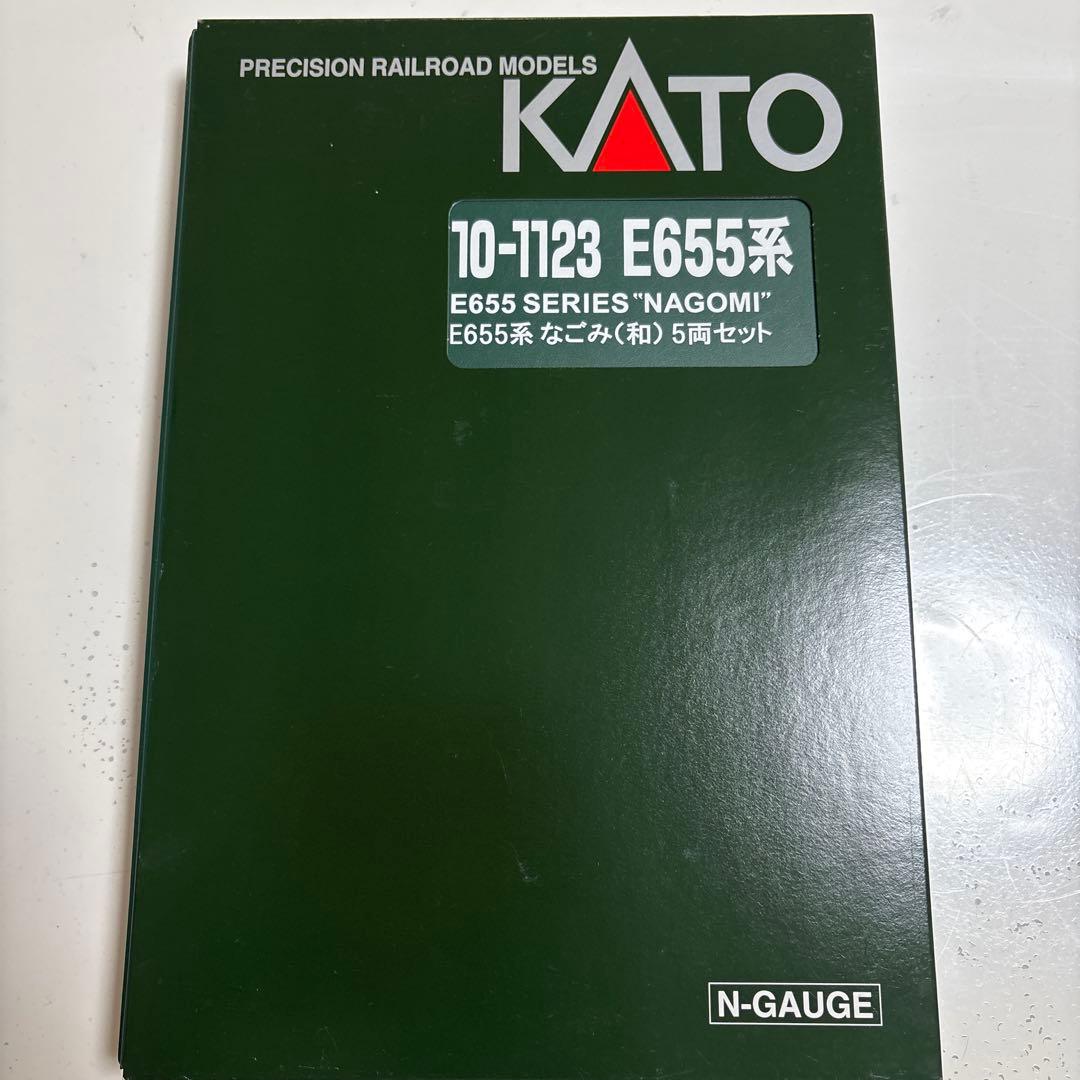 PRECISION RAILROAD MODELS
KATO
10-1123 E655系
E655 SERIES "NAGOMI"
E655系 なごみ(和) 5両セット
N-GAUGE